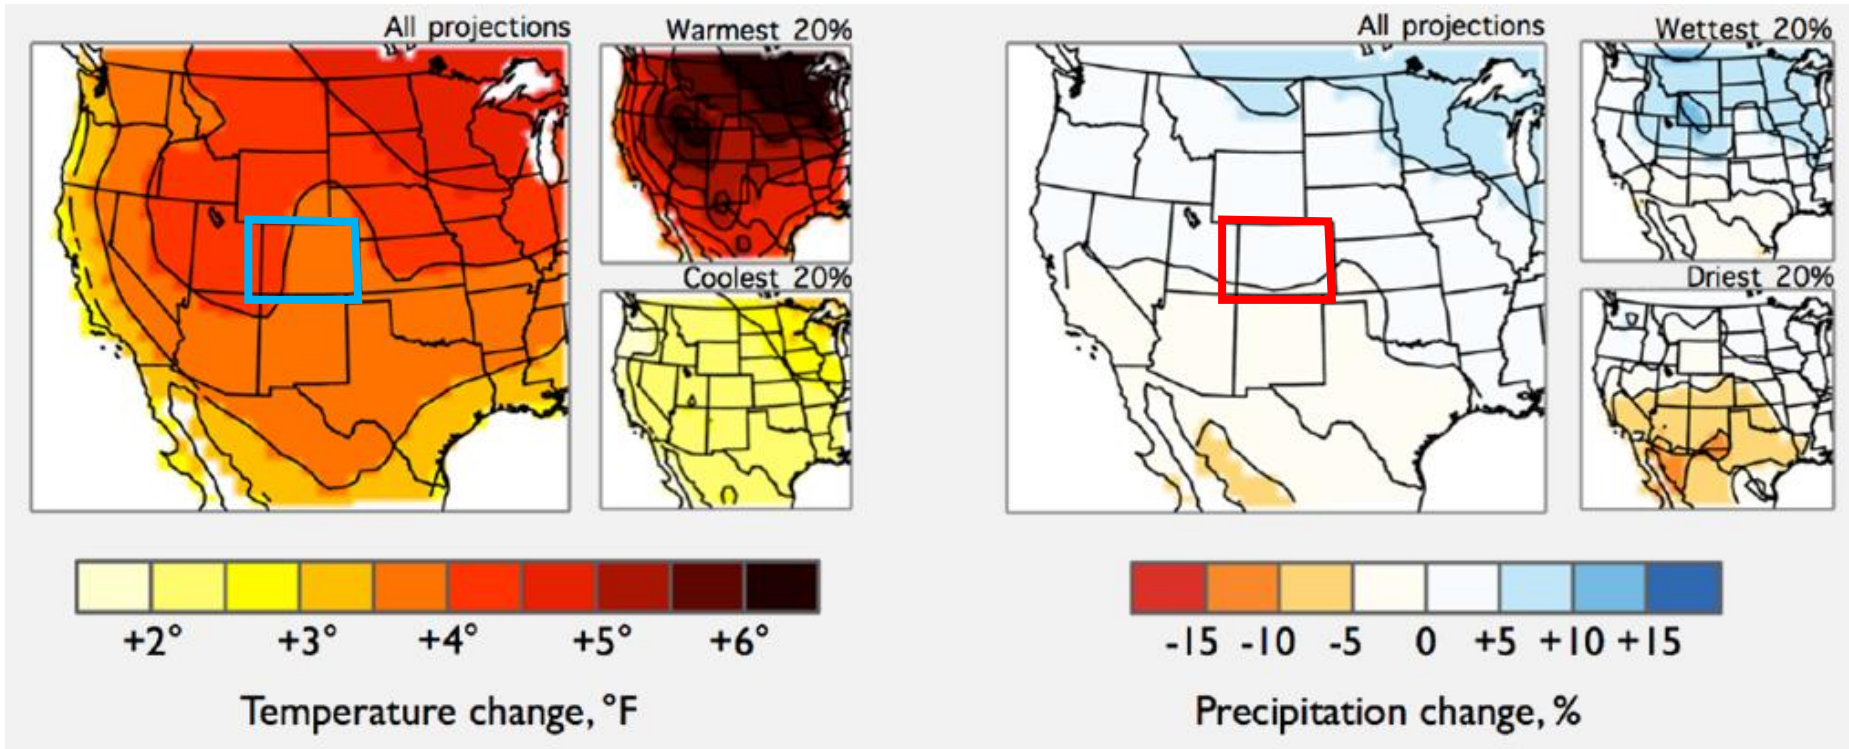 All projections
Warmest 20%
Coolest 20%
+2° +3° +4° +5° +6°
Temperature change, °F
All projections
Wettest 20%
Driest 20%
-15 -10 -5 0 +5 +10 +15
Precipitation change, %